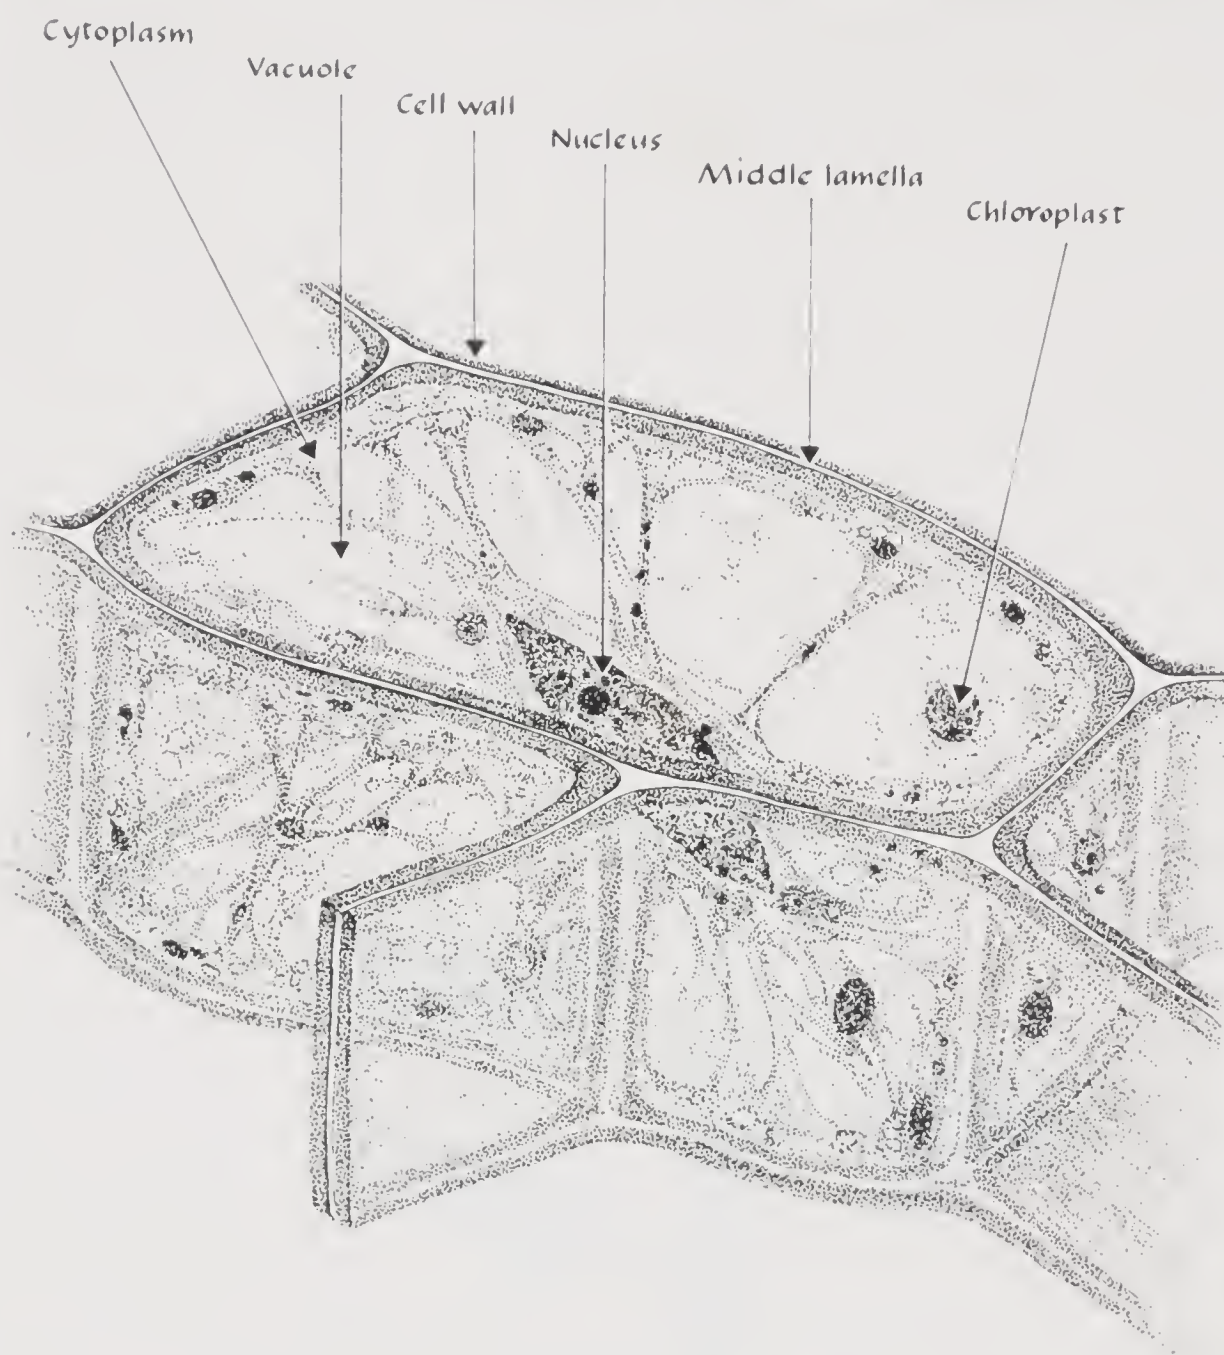 Cytoplasm
Vacuole
Cell wall
Nucleus
Middle lamella
Chloroplast